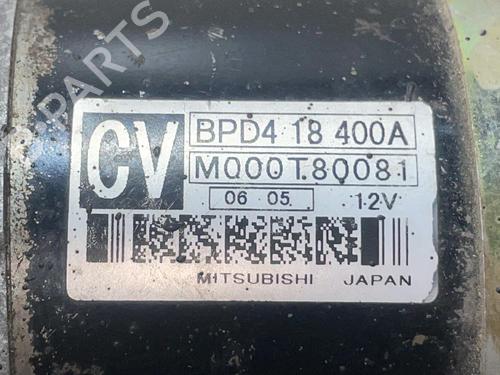 PARTS
CV
BPD4 18 400A
M000T80081
06 05 12V
MITSUBISHI JAPAN